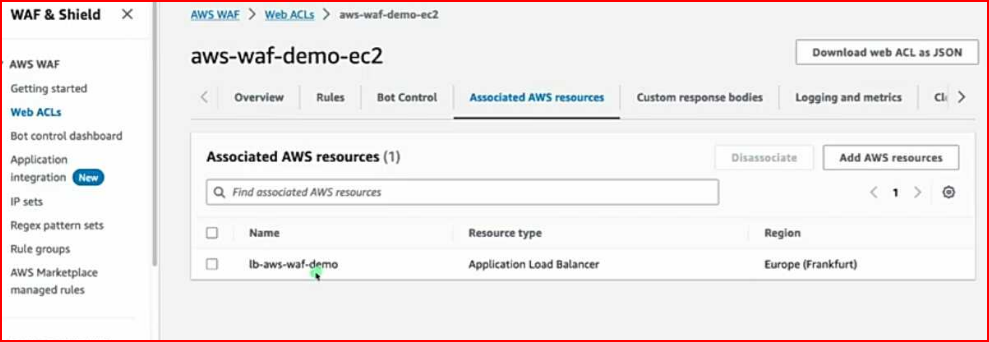 WAF & Shield
AWS WAF
Getting started
Web ACLs
Bot control dashboard
Application
integration New
IP sets
Regex pattern sets
Rule groups
AWS Marketplace
managed rules
AWS WAF > Web ACLs > aws-waf-demo-ec2
aws-waf-demo-ec2
Download web ACL as JSON
Overview Rules Bot Control Associated AWS resources Custom response bodies Logging and metrics
Associated AWS resources (1)
Disassociate Add AWS resources
Find associated AWS resources
1
Name Resource type Region
lb-aws-waf-demo Application Load Balancer Europe (Frankfurt)